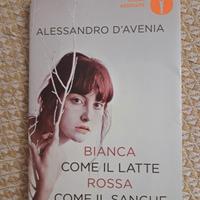 ALESSANDRO D'AVENIA
BIANCA
COME IL LATTE
ROSSA
COME IL SANGUE